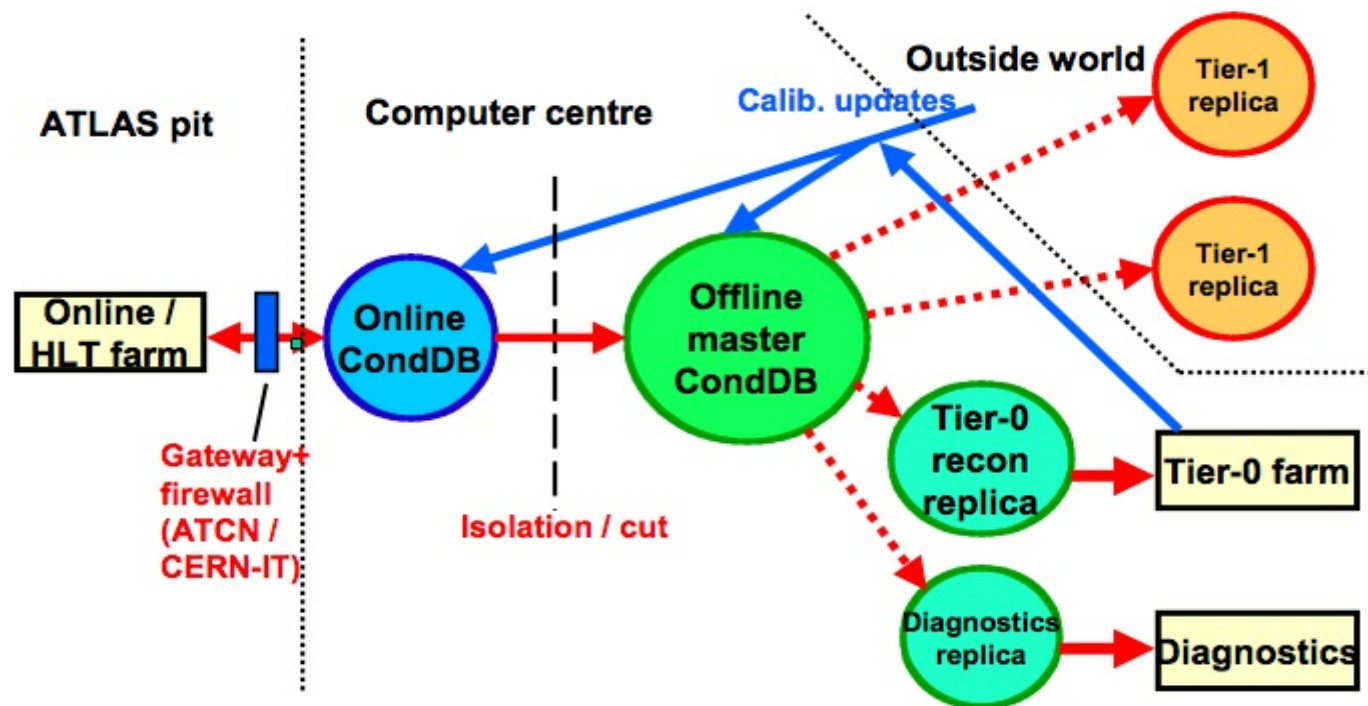 ATLAS pit
Computer centre
Outside world
Calib. updates
Tier-1
replica
Tier-1
replica
Online /
HLT farm
Online
CondDB
Offline
master
CondDB
Gateway+
firewall
(ATCN /
CERN-IT)
Isolation / cut
Tier-0
recon
replica
Tier-0 farm
Diagnostics
replica
Diagnostics